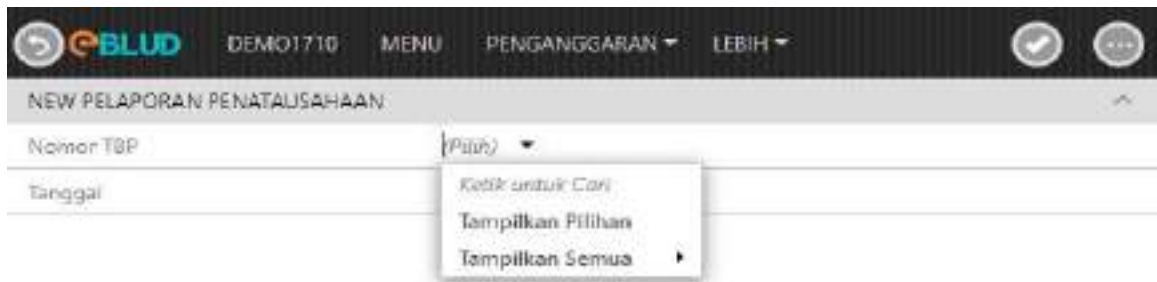 eBLUD DEMO1710 MENU PENGANGGARAN LEBIH
NEW PELAPORAN PENATAUSAHAAN
Nomor TBP (Pilih)
Tanggal
Ketik untuk Cari
Tampilkan Pilihan
Tampilkan Semua